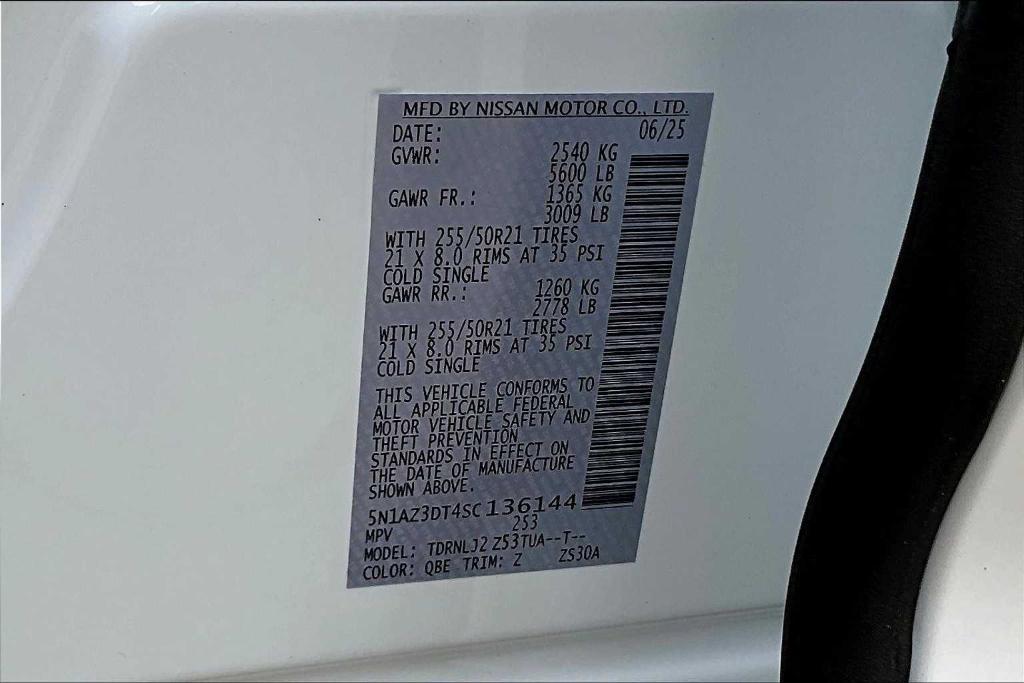 MFD BY NISSAN MOTOR CO., LTD.
DATE: 06/25
GVWR: 2540 KG
5600 LB
GAWR FR.: 1365 KG
3009 LB
WITH 255/50R21 TIRES
21 X 8.0 RIMS AT 35 PSI
COLD SINGLE
GAWR RR.: 1260 KG
2778 LB
WITH 255/50R21 TIRES
21 X 8.0 RIMS AT 35 PSI
COLD SINGLE
THIS VEHICLE CONFORMS TO
ALL APPLICABLE FEDERAL
MOTOR VEHICLE SAFETY AND
THEFT PREVENTION
STANDARDS IN EFFECT ON
THE DATE OF MANUFACTURE
SHOWN ABOVE.
5N1AZ3DT4SC136144
MPV 253
MODEL: TDRNLJ2 Z53TUA--T--
COLOR: QBE TRIM: Z ZS30A